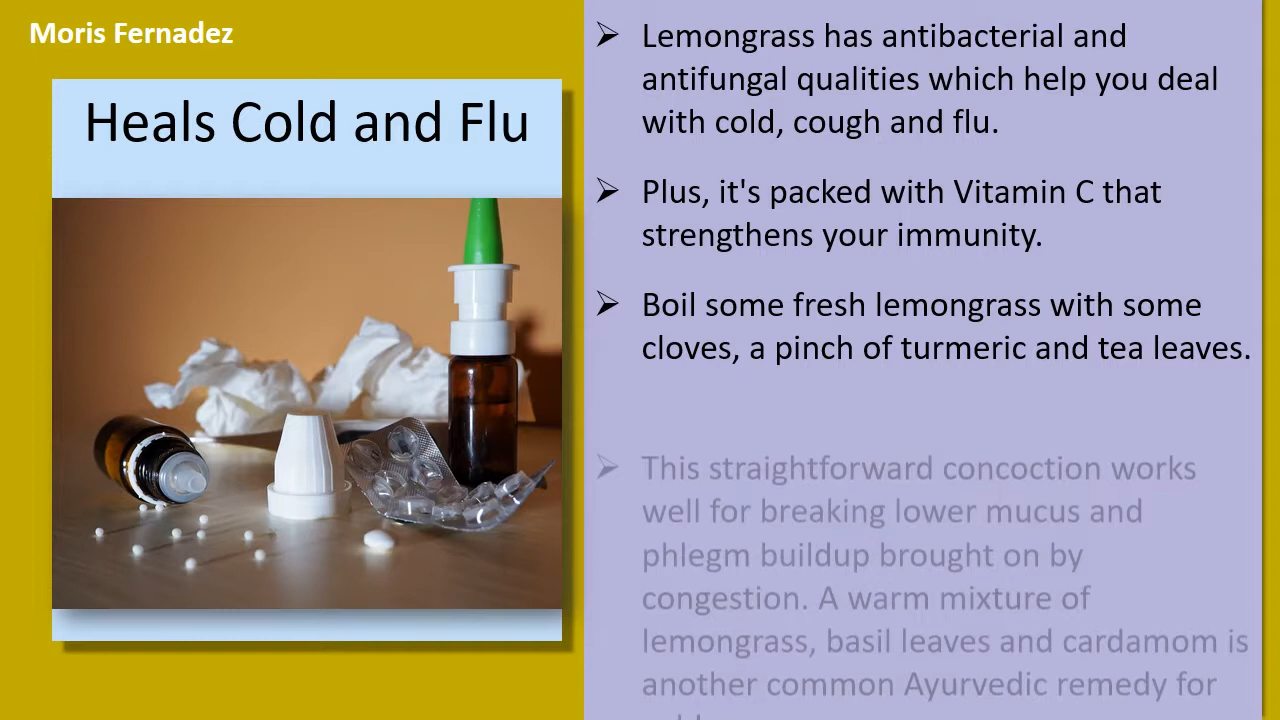 Moris Fernadez
Heals Cold and Flu
➢ Lemongrass has antibacterial and
antifungal qualities which help you deal
with cold, cough and flu.
➢ Plus, it's packed with Vitamin C that
strengthens your immunity.
➢ Boil some fresh lemongrass with some
cloves, a pinch of turmeric and tea leaves.
➢ This straightforward concoction works
well for breaking lower mucus and
phlegm buildup brought on by
congestion. A warm mixture of
lemongrass, basil leaves and cardamom is
another common Ayurvedic remedy for